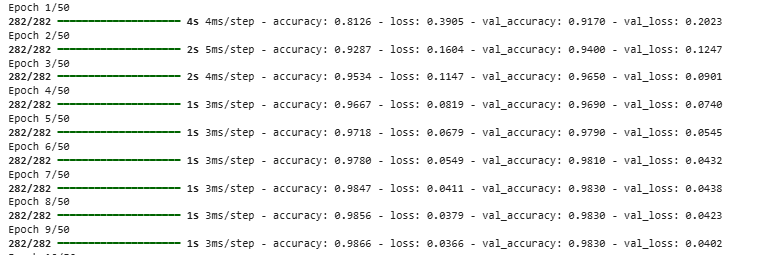 Epoch 1/50
282/282 ━━━━━━━━━━━━━━━━━━━━ 4s 4ms/step - accuracy: 0.8126 - loss: 0.3905 - val_accuracy: 0.9170 - val_loss: 0.2023
Epoch 2/50
282/282 ━━━━━━━━━━━━━━━━━━━━ 2s 5ms/step - accuracy: 0.9287 - loss: 0.1604 - val_accuracy: 0.9400 - val_loss: 0.1247
Epoch 3/50
282/282 ━━━━━━━━━━━━━━━━━━━━ 2s 4ms/step - accuracy: 0.9534 - loss: 0.1147 - val_accuracy: 0.9650 - val_loss: 0.0901
Epoch 4/50
282/282 ━━━━━━━━━━━━━━━━━━━━ 1s 3ms/step - accuracy: 0.9667 - loss: 0.0819 - val_accuracy: 0.9690 - val_loss: 0.0740
Epoch 5/50
282/282 ━━━━━━━━━━━━━━━━━━━━ 1s 3ms/step - accuracy: 0.9718 - loss: 0.0679 - val_accuracy: 0.9790 - val_loss: 0.0545
Epoch 6/50
282/282 ━━━━━━━━━━━━━━━━━━━━ 1s 3ms/step - accuracy: 0.9780 - loss: 0.0549 - val_accuracy: 0.9810 - val_loss: 0.0432
Epoch 7/50
282/282 ━━━━━━━━━━━━━━━━━━━━ 1s 3ms/step - accuracy: 0.9847 - loss: 0.0411 - val_accuracy: 0.9830 - val_loss: 0.0438
Epoch 8/50
282/282 ━━━━━━━━━━━━━━━━━━━━ 1s 3ms/step - accuracy: 0.9856 - loss: 0.0379 - val_accuracy: 0.9830 - val_loss: 0.0423
Epoch 9/50
282/282 ━━━━━━━━━━━━━━━━━━━━ 1s 3ms/step - accuracy: 0.9866 - loss: 0.0366 - val_accuracy: 0.9830 - val_loss: 0.0402